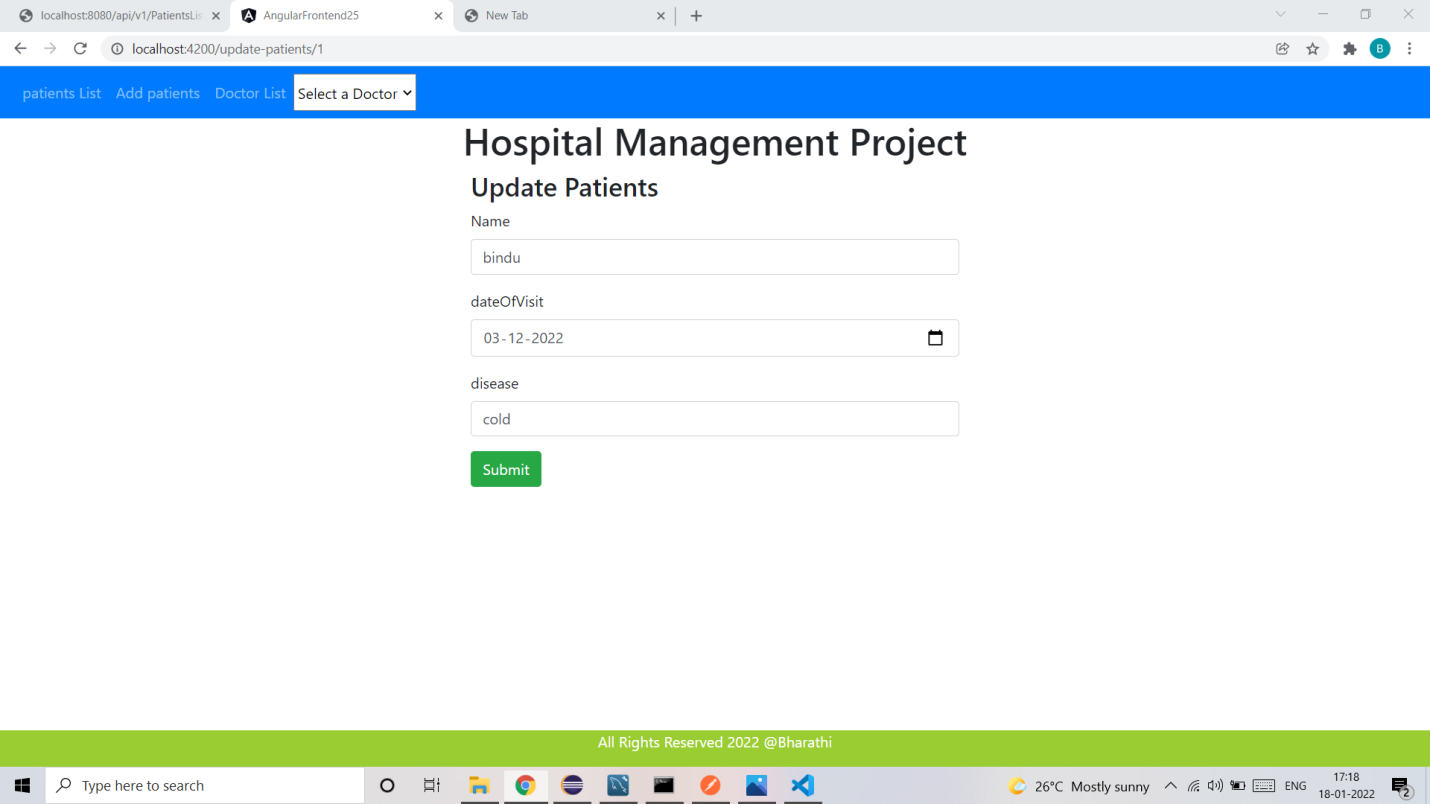 localhost:8080/api/v1/PatientsLis
AngularFrontend25
New Tab
localhost:4200/update-patients/1
B
patients List Add patients Doctor List Select a Doctor
Hospital Management Project
Update Patients
Name
bindu
dateOfVisit
03-12-2022
disease
cold
Submit
All Rights Reserved 2022 @Bharathi
Type here to search
26°C Mostly sunny
ENG
17:18
18-01-2022
2